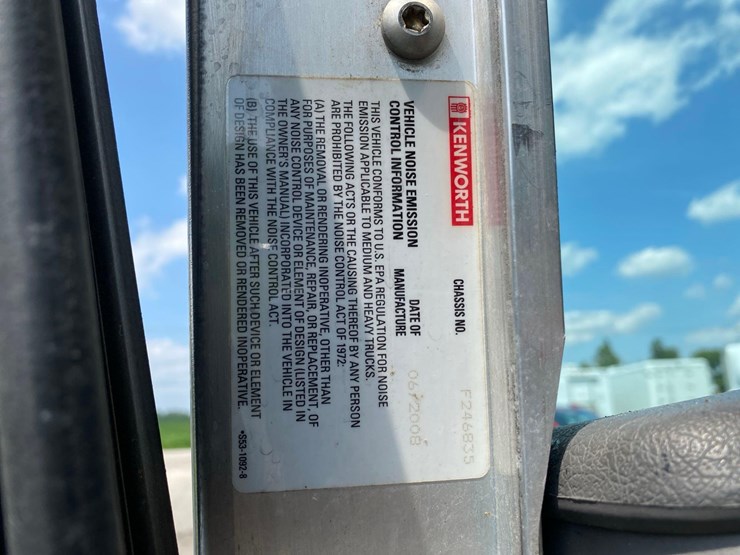 KENWORTH
CHASSIS NO. F246835
VEHICLE NOISE EMISSION
CONTROL INFORMATION
DATE OF
MANUFACTURE 06/2008
THIS VEHICLE CONFORMS TO U.S. EPA REGULATION FOR NOISE
EMISSION APPLICABLE TO MEDIUM AND HEAVY TRUCKS.
THE FOLLOWING ACTS OR THE CAUSING THEREOF BY ANY PERSON
ARE PROHIBITED BY THE NOISE CONTROL ACT OF 1972:
(A) THE REMOVAL OR RENDERING INOPERATIVE, OTHER THAN
FOR PURPOSES OF MAINTENANCE, REPAIR, OR REPLACEMENT, OF
ANY NOISE CONTROL DEVICE OR ELEMENT OF DESIGN (LISTED IN
THE OWNER'S MANUAL) INCORPORATED INTO THE VEHICLE IN
COMPLIANCE WITH THE NOISE CONTROL ACT.
(B) THE USE OF THIS VEHICLE AFTER SUCH DEVICE OR ELEMENT
OF DESIGN HAS BEEN REMOVED OR RENDERED INOPERATIVE.
*S53-1092-8